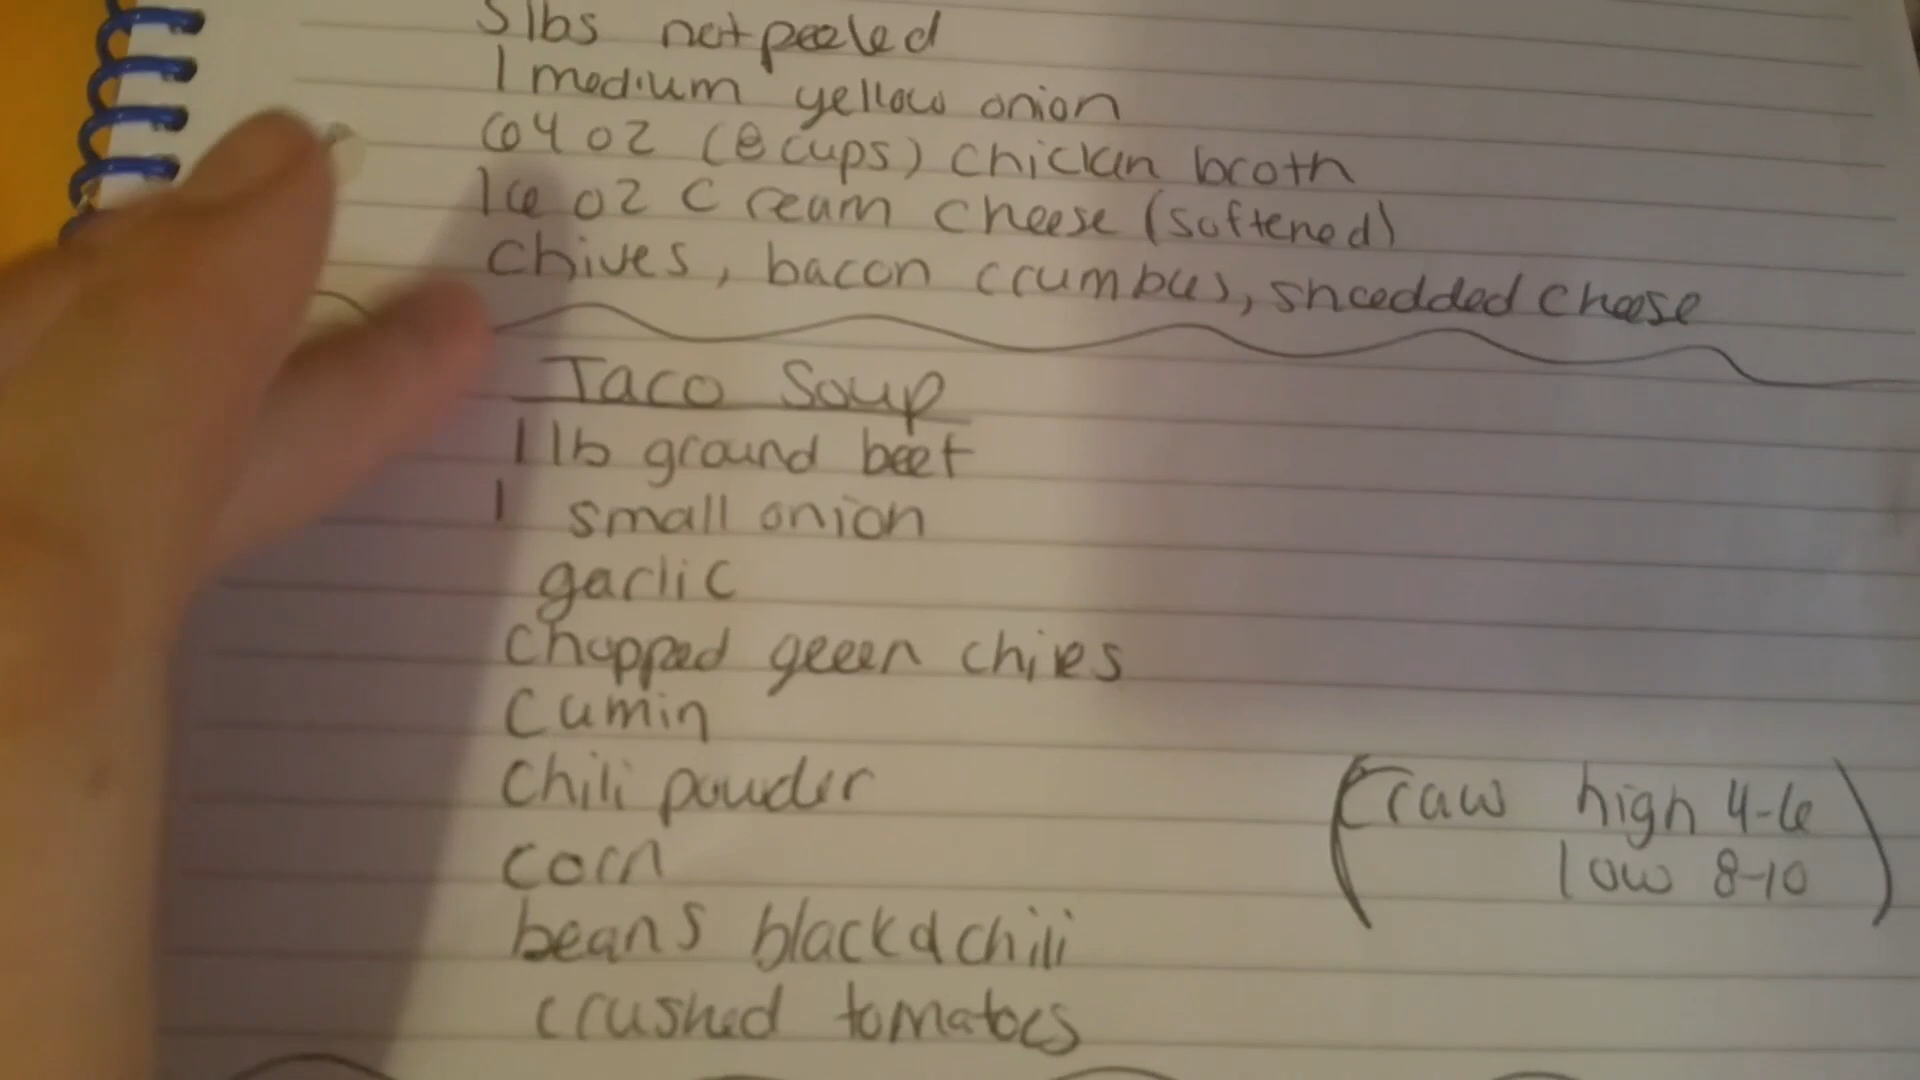 5 lbs not peeled
1 medium yellow onion
64 oz (8 cups) chicken broth
16 oz cream cheese (softened)
chives, bacon crumbles, shredded cheese
Taco Soup
1 lb ground beef
1 small onion
garlic
chopped green chiles
cumin
chili powder
corn
(raw high 4-6
low 8-10)
beans black & chili
crushed tomatoes